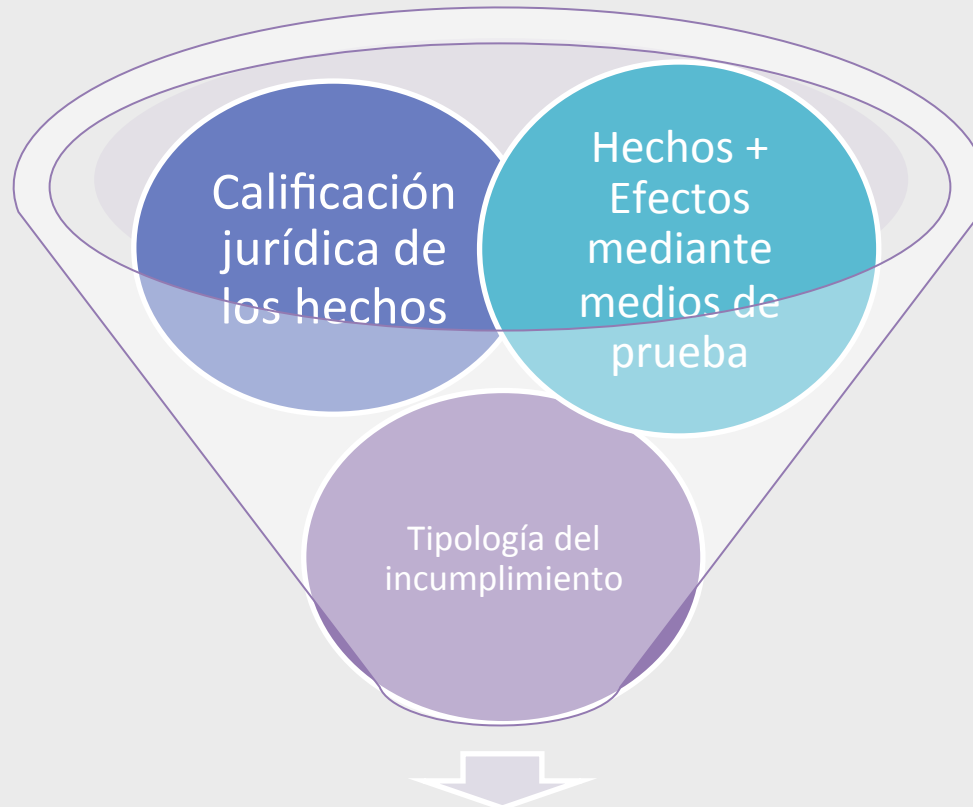 Calificación
jurídica de
los hechos
Hechos +
Efectos
mediante
medios de
prueba
Tipología del
incumplimiento